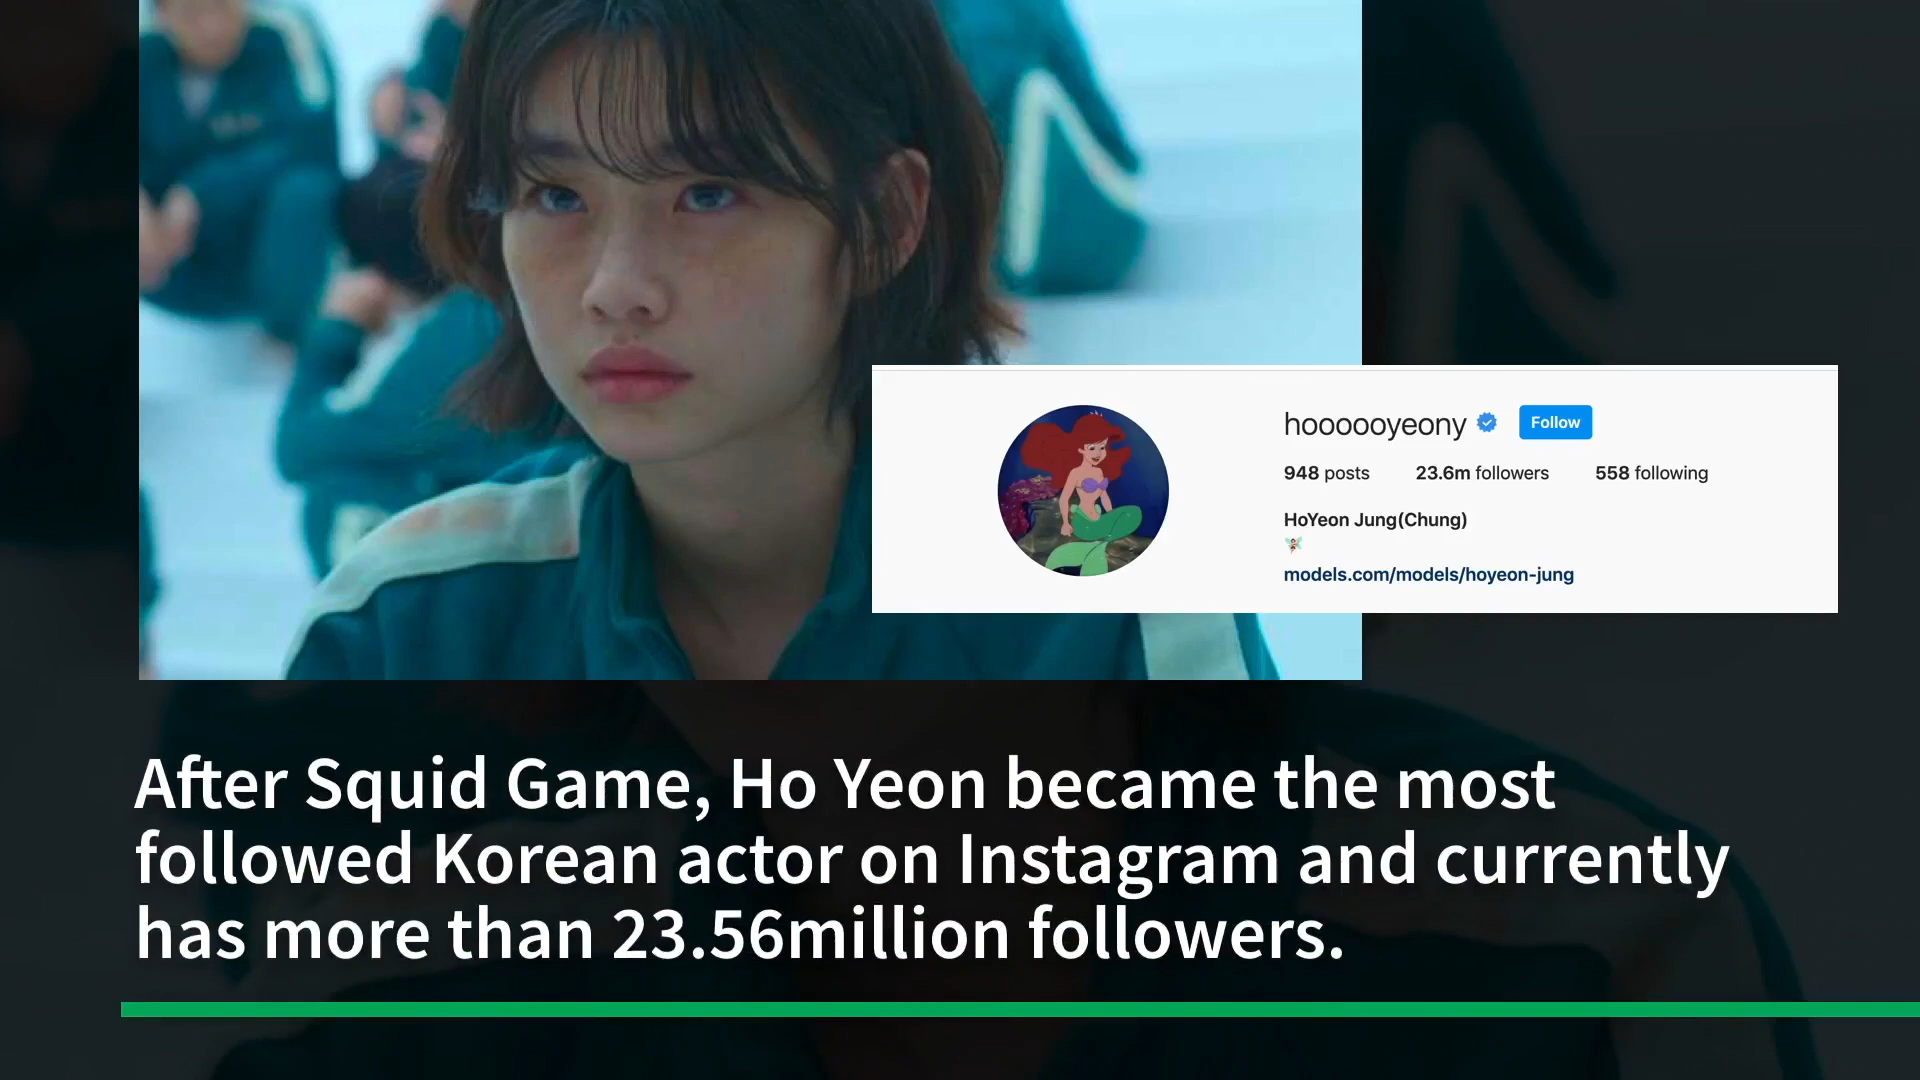 hoooooyeony Follow
948 posts 23.6m followers 558 following
HoYeon Jung(Chung)
models.com/models/hoyeon-jung
After Squid Game, Ho Yeon became the most
followed Korean actor on Instagram and currently
has more than 23.56million followers.